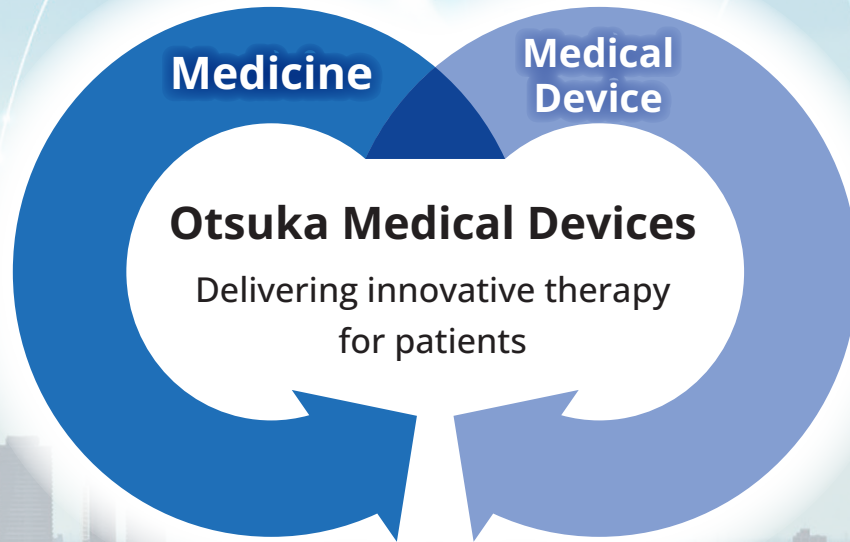 Medicine
Medical
Device
Otsuka Medical Devices
Delivering innovative therapy
for patients